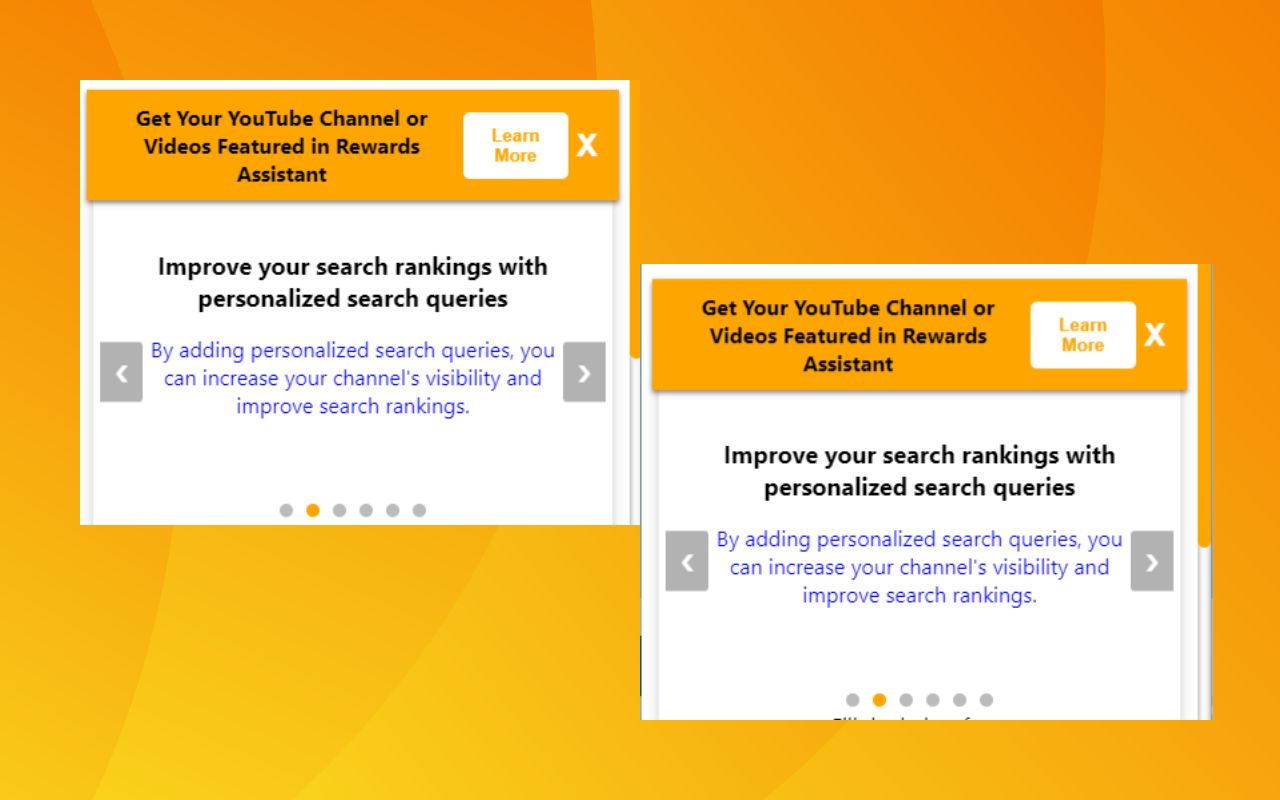 Get Your YouTube Channel or
Videos Featured in Rewards
Assistant
Learn
More
X
Improve your search rankings with
personalized search queries
By adding personalized search queries, you
can increase your channel's visibility and
improve search rankings.
Get Your YouTube Channel or
Videos Featured in Rewards
Assistant
Learn
More
X
Improve your search rankings with
personalized search queries
By adding personalized search queries, you
can increase your channel's visibility and
improve search rankings.